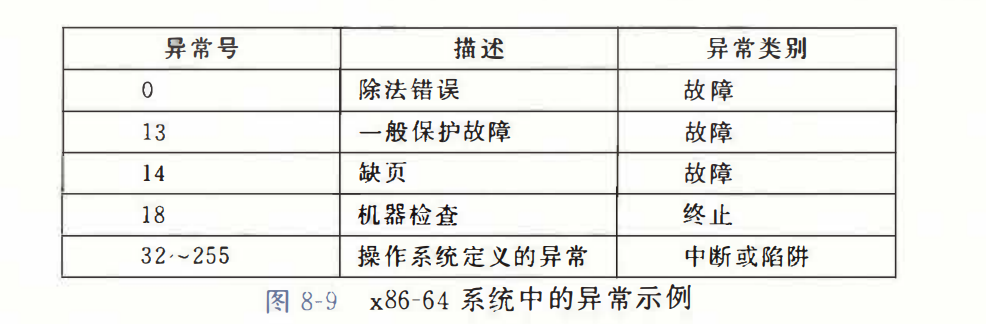 异常号 描述 异常类别
0 除法错误 故障
13 一般保护故障 故障
14 缺页 故障
18 机器检查 终止
32~255 操作系统定义的异常 中断或陷阱
图 8-9 x86-64 系统中的异常示例